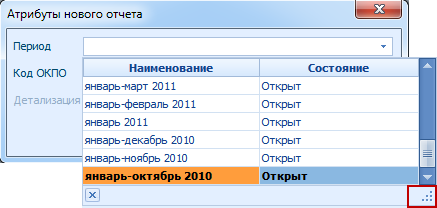 Атрибуты нового отчета
Период
Код ОКПО
Детализация
Наименование Состояние
январь-март 2011 Открыт
январь-февраль 2011 Открыт
январь 2011 Открыт
январь-декабрь 2010 Открыт
январь-ноябрь 2010 Открыт
январь-октябрь 2010 Открыт